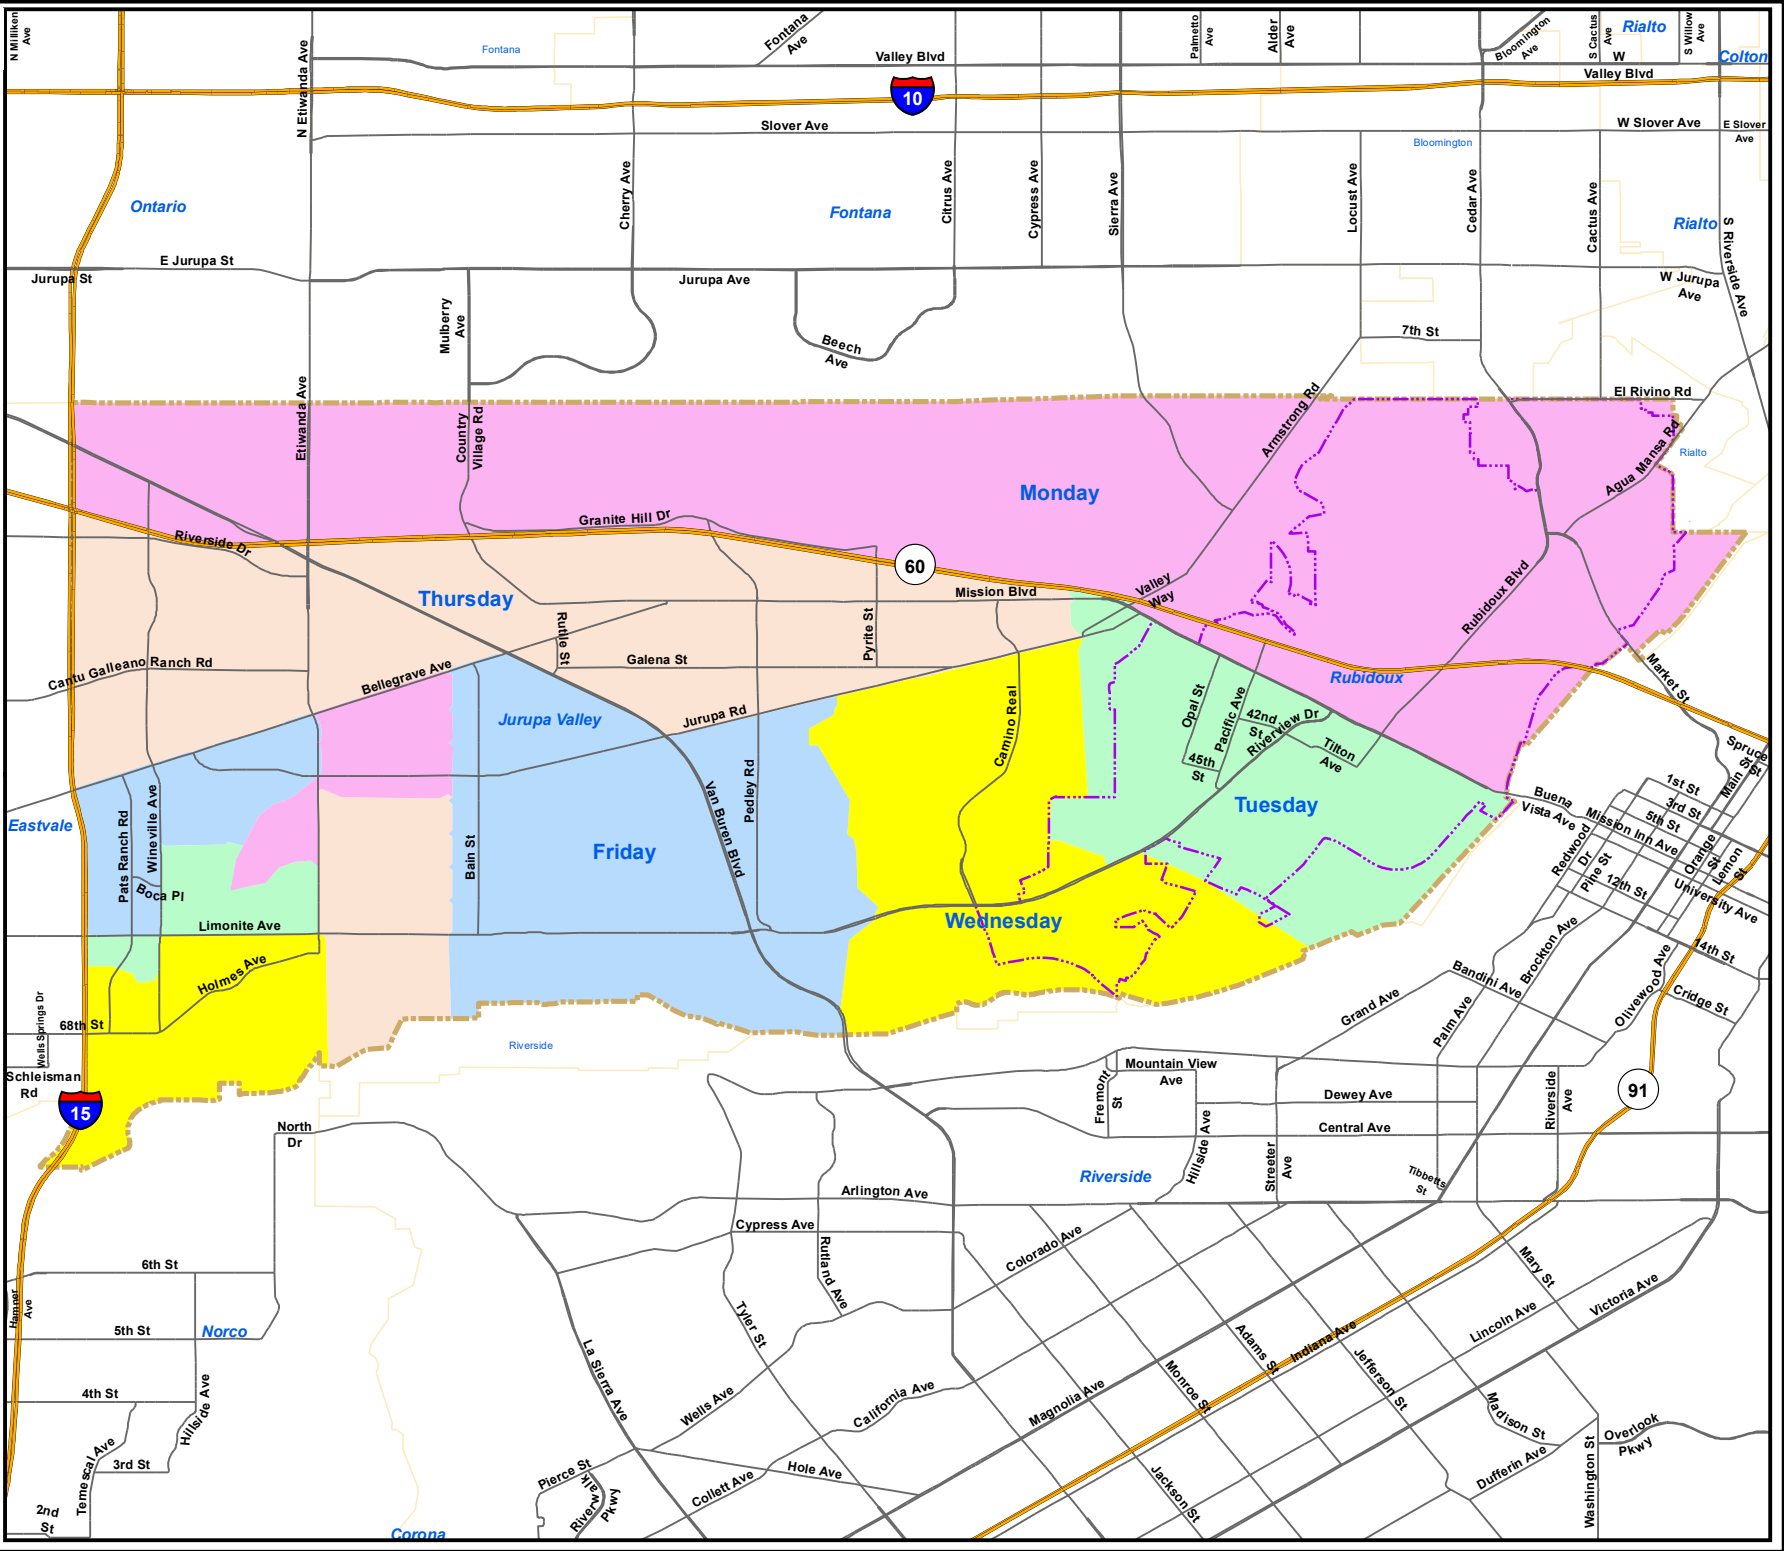 N Milliken
Ave
Fontana
Fontana
Ave
Valley Blvd
Palmetto
Ave
Alder
Ave
Bloomington
Ave
S Cactus
Ave
W
Valley Blvd
Rialto
S Willow
Ave
Colton
10
N Etiwanda Ave
Slover Ave
W Slover Ave
E Slover
Ave
Bloomington
Ontario
Cherry Ave
Fontana
Citrus Ave
Cypress Ave
Sierra Ave
Locust Ave
Cedar Ave
Cactus Ave
Rialto
S Riverside Ave
E Jurupa St
Jurupa St
Jurupa Ave
W Jurupa
Ave
Mulberry
Ave
Beech
Ave
7th St
El Rivino Rd
Etiwanda Ave
Country
Village Rd
Armstrong Rd
Agua Mansa Rd
Rialto
Monday
Granite Hill Dr
Riverside Dr
60
Thursday
Mission Blvd
Valley
Way
Rubidoux Blvd
Rutile St
Pyrite St
Galena St
Cantu Galleano Ranch Rd
Bellegrave Ave
Market St
Rubidoux
Jurupa Valley
Jurupa Rd
Camino Real
Opal St
Pacific Ave
42nd
St
Riverview Dr
45th
St
Tilton
Ave
Spruce
St
Main St
1st St
3rd St
5th St
Mission Inn Ave
Buena
Vista Ave
Tuesday
Eastvale
Pats Ranch Rd
Wineville Ave
Bain St
Friday
Van Buren Blvd
Pedley Rd
Redwood
Dr
Pine St
12th St
Orange
St
Lemon
St
University Ave
Boca Pl
Limonite Ave
Wednesday
14th St
Holmes Ave
Brockton Ave
Bandini Ave
Olivewood Ave
Cridge St
Grand Ave
Palm Ave
68th St
Wells Springs Dr
Schleisman
Rd
Riverside
15
Mountain View
Ave
Fremont
St
Dewey Ave
Riverside
Ave
91
Hillside Ave
Central Ave
North
Dr
Streeter
Ave
Tibbetts
St
Riverside
Arlington Ave
Cypress Ave
Rutland Ave
Colorado Ave
Mary St
6th St
Hamner
Ave
5th St
Norco
Tyler St
Victoria Ave
Lincoln Ave
Indiana Ave
Adams St
Jefferson St
Monroe St
La Sierra Ave
4th St
Hillside Ave
Wells Ave
California Ave
Magnolia Ave
Madison St
Overlook
Pkwy
Temescal Ave
3rd St
Pierce St
Riverwalk
Pkwy
Hole Ave
Collett Ave
Jackson St
Dufferin Ave
Washington St
2nd
St
Corona